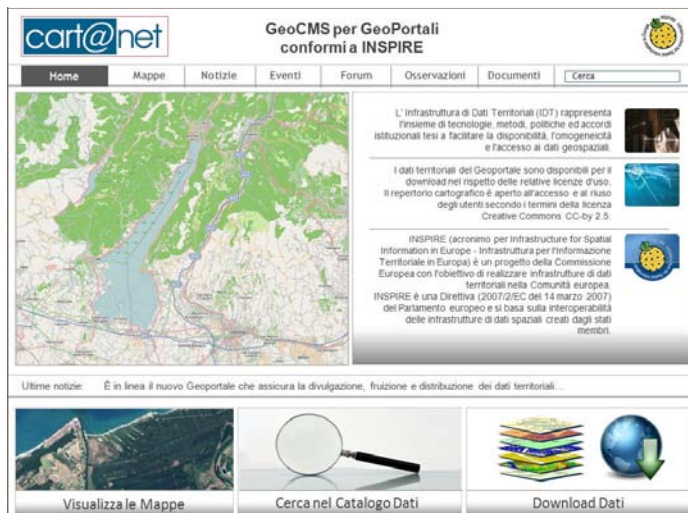 cart@net
GeoCMS per GeoPortali
conformi a INSPIRE
Home Mappe Notizie Eventi Forum Osservazioni Documenti Cerca
L' Infrastruttura di Dati Territoriali (IDT) rappresenta
l'insieme di tecnologie, metodi, politiche ed accordi
istituzionali tesi a facilitare la disponibilità, l'omogeneicità
e l'accesso ai dati geospaziali.
I dati territoriali del Geoportale sono disponibili per il
download nel rispetto delle relative licenze d'uso.
Il repertorio cartografico è aperto all'accesso e al riuso
degli utenti secondo i termini della licenza
Creative Commons CC-by 2.5.
INSPIRE (acronimo per Infrastructure for Spatial
Information in Europe - Infrastruttura per l'Informazione
Territoriale in Europa) è un progetto della Commissione
Europea con l'obiettivo di realizzare infrastrutture di dati
territoriali nella Comunità europea.
INSPIRE è una Direttiva (2007/2/EC del 14 marzo 2007)
del Parlamento europeo e si basa sulla interoperabilità
delle infrastrutture di dati spaziali creati dagli stati
membri.
Ultime notizie: È in linea il nuovo Geoportale che assicura la divulgazione, fruizione e distribuzione dei dati territoriali...
Visualizza le Mappe
Cerca nel Catalogo Dati
Download Dati